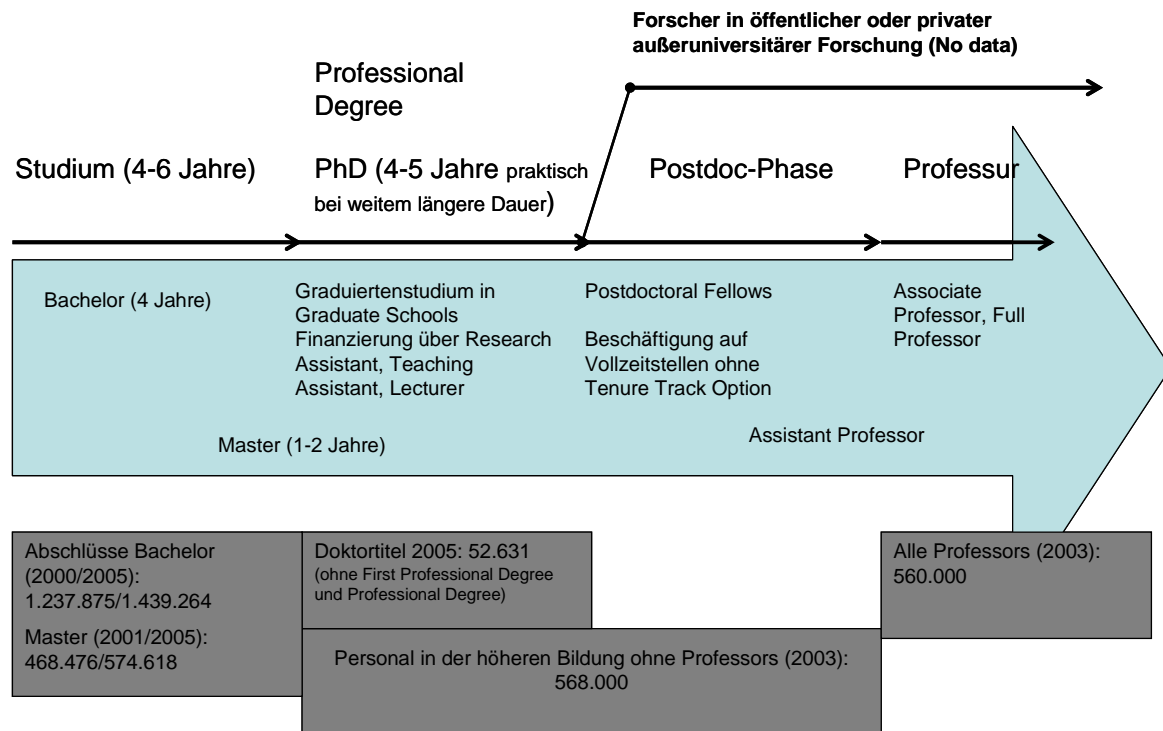 Forscher in öffentlicher oder privater
außeruniversitärer Forschung (No data)
Professional
Degree
Studium (4-6 Jahre)
PhD (4-5 Jahre praktisch
bei weitem längere Dauer)
Postdoc-Phase
Professur
Bachelor (4 Jahre)
Graduiertenstudium in
Graduate Schools
Finanzierung über Research
Assistant, Teaching
Assistant, Lecturer
Postdoctoral Fellows
Beschäftigung auf
Vollzeitstellen ohne
Tenure Track Option
Associate
Professor, Full
Professor
Master (1-2 Jahre)
Assistant Professor
Abschlüsse Bachelor
(2000/2005):
1.237.875/1.439.264
Master (2001/2005):
468.476/574.618
Doktortitel 2005: 52.631
(ohne First Professional Degree
und Professional Degree)
Personal in der höheren Bildung ohne Professors (2003):
568.000
Alle Professors (2003):
560.000